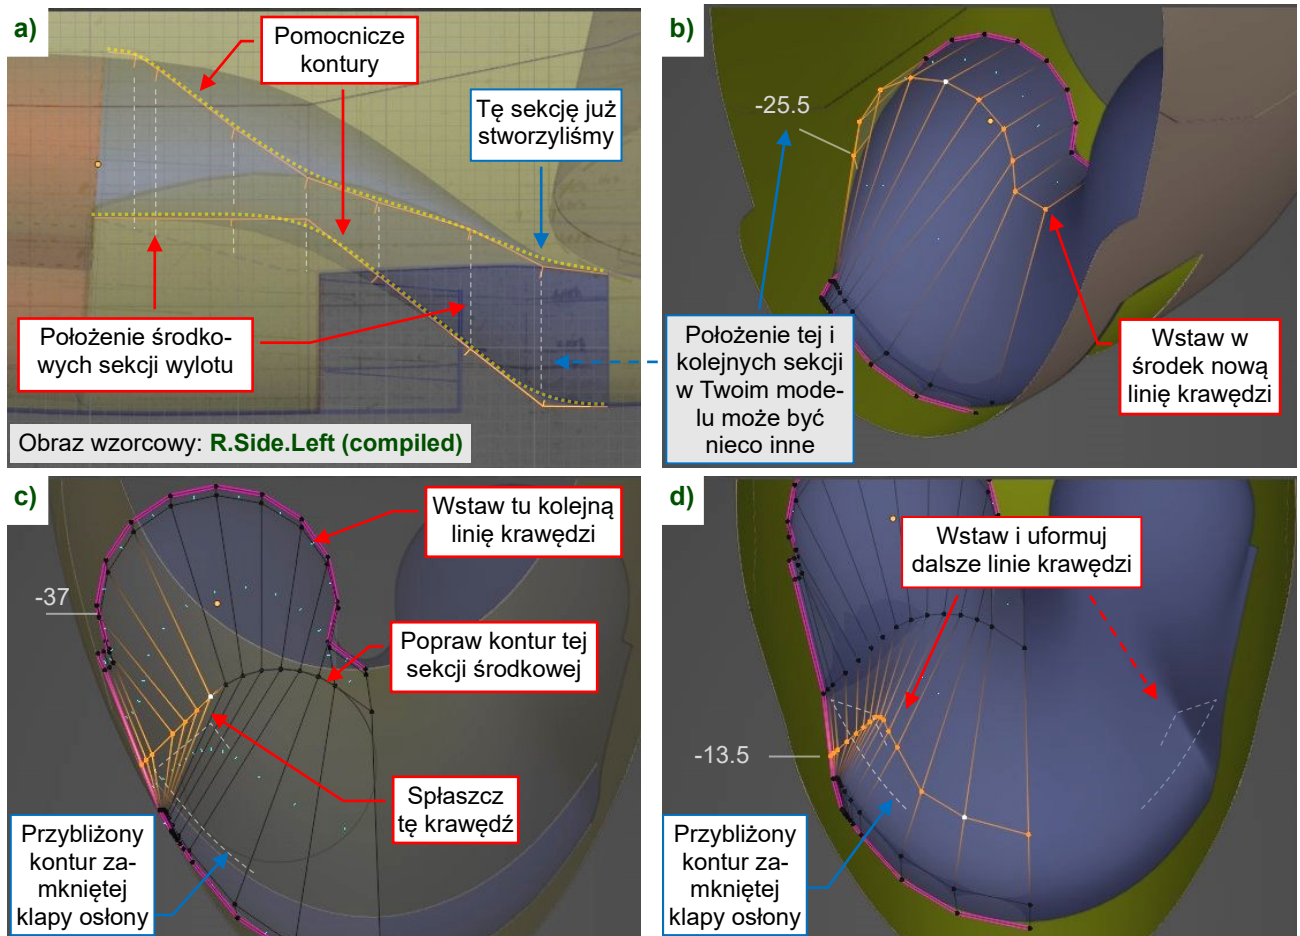 a)
Pomocnicze
kontury
Tę sekcję już
stworzyliśmy
Położenie środko-
wych sekcji wylotu
Obraz wzorcowy: R.Side.Left (compiled)
b)
-25.5
Położenie tej i
kolejnych sekcji
w Twoim mode-
lu może być
nieco inne
Wstaw w
środek nową
linię krawędzi
c)
Wstaw tu kolejną
linię krawędzi
-37
Popraw kontur tej
sekcji środkowej
Spłaszcz
tę krawędź
Przybliżony
kontur za-
mkniętej
klapy osłony
d)
Wstaw i uformuj
dalsze linie krawędzi
-13.5
Przybliżony
kontur za-
mkniętej
klapy osłony